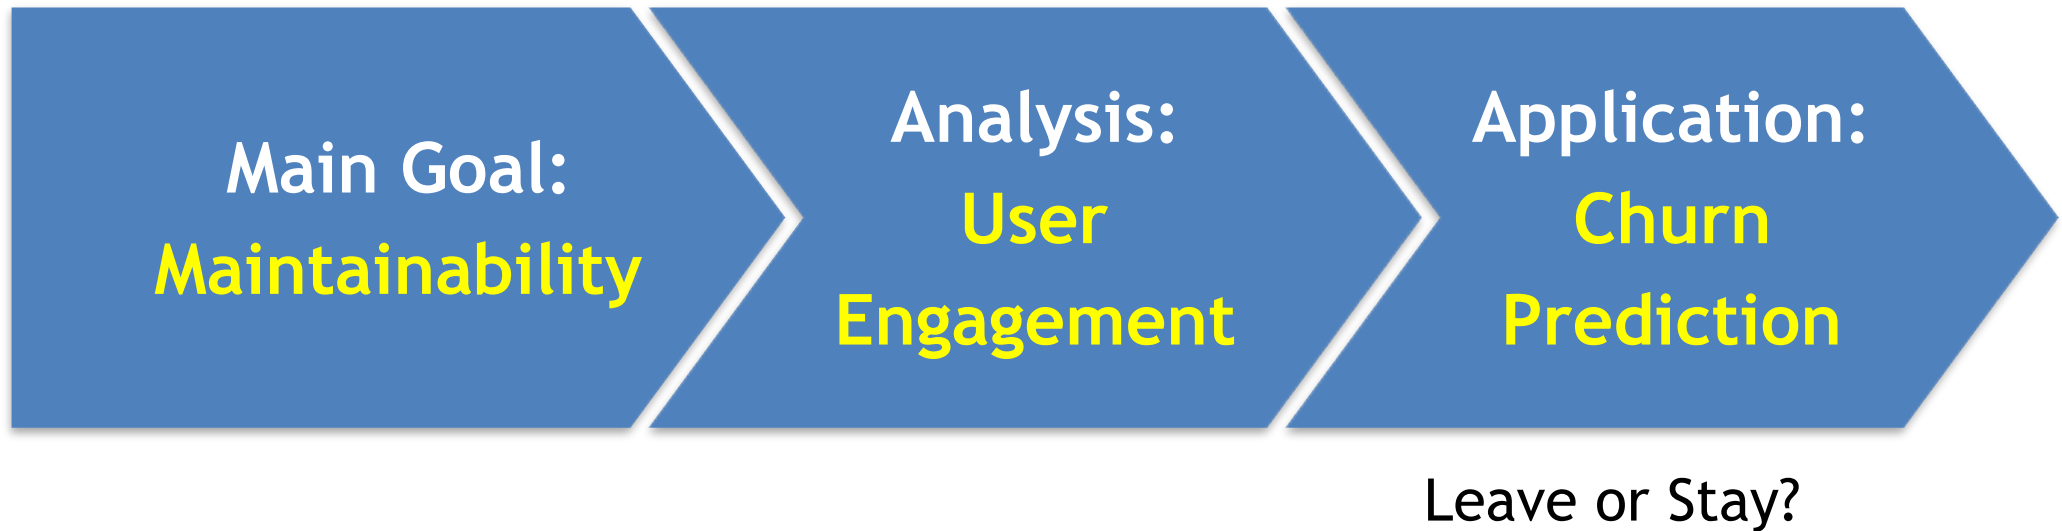 Main Goal:
Maintainability
Analysis:
User
Engagement
Application:
Churn
Prediction
Leave or Stay?